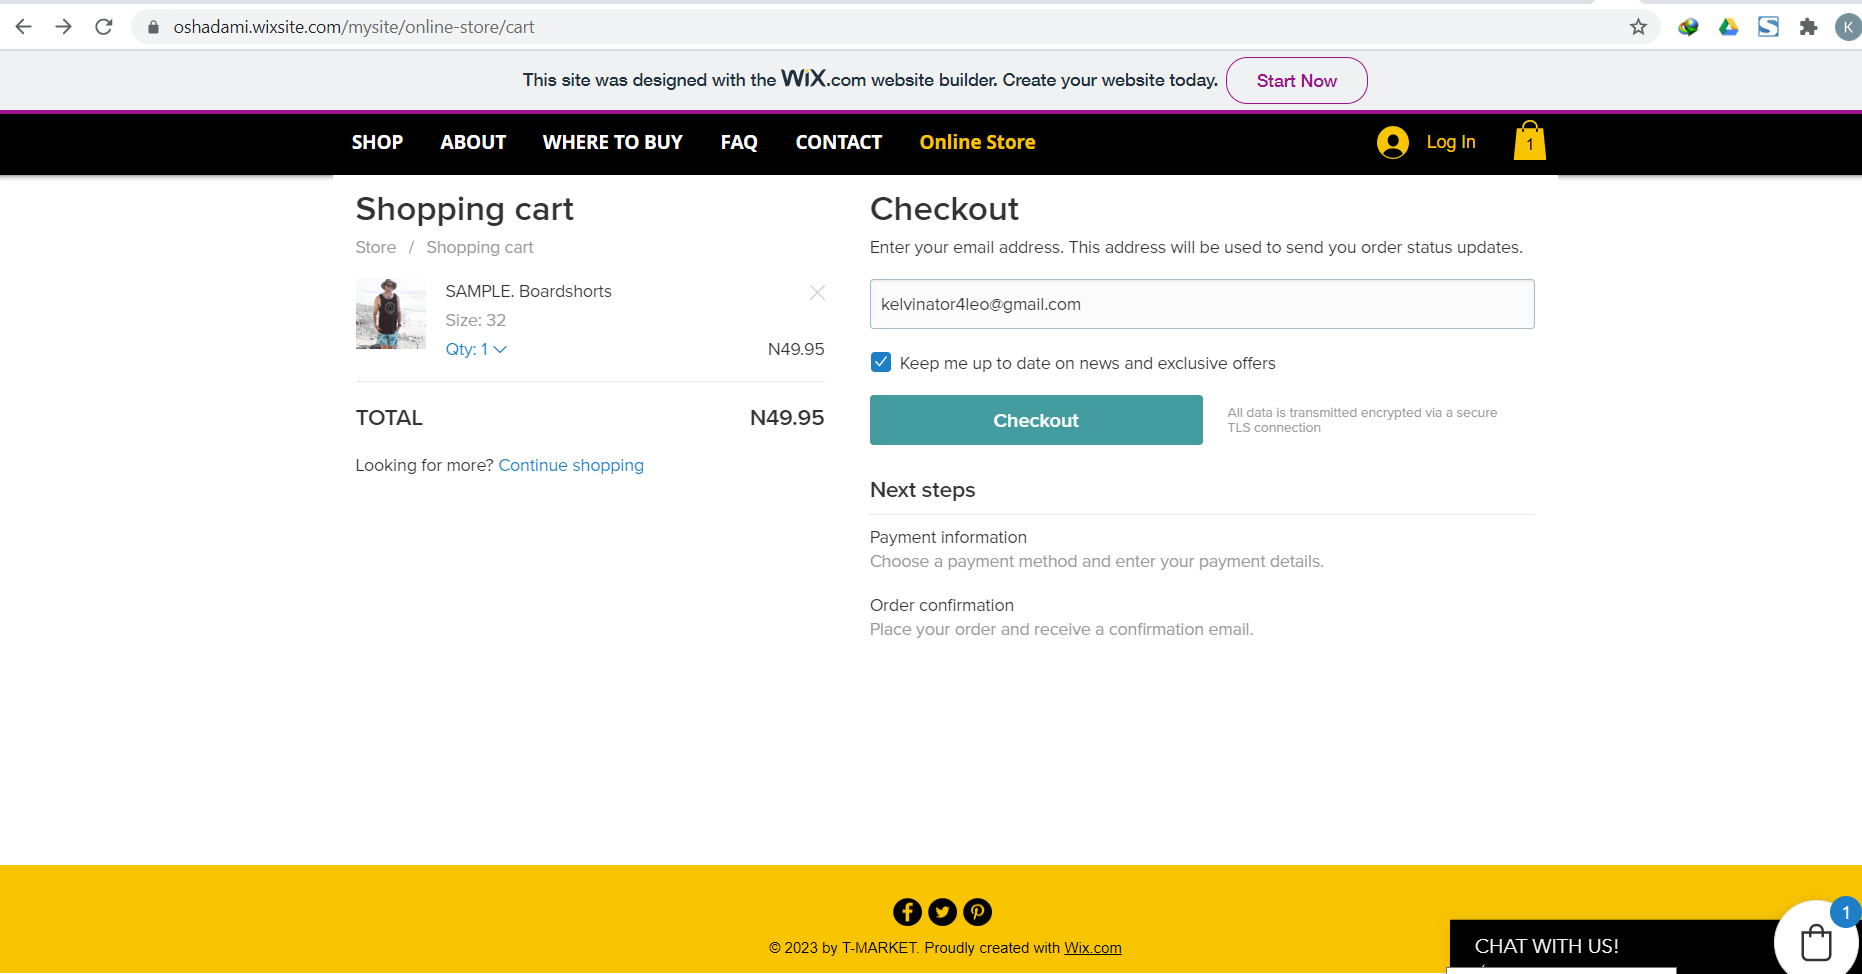 oshadami.wixsite.com/mysite/online-store/cart
K
This site was designed with the WiX.com website builder. Create your website today.
Start Now
SHOP
ABOUT
WHERE TO BUY
FAQ
CONTACT
Online Store
Log In
1
Shopping cart
Store / Shopping cart
SAMPLE. Boardshorts
Size: 32
Qty: 1
N49.95
TOTAL
N49.95
Looking for more? Continue shopping
Checkout
Enter your email address. This address will be used to send you order status updates.
kelvinator4leo@gmail.com
Keep me up to date on news and exclusive offers
Checkout
All data is transmitted encrypted via a secure
TLS connection
Next steps
Payment information
Choose a payment method and enter your payment details.
Order confirmation
Place your order and receive a confirmation email.
© 2023 by T-MARKET. Proudly created with Wix.com
CHAT WITH US!
1